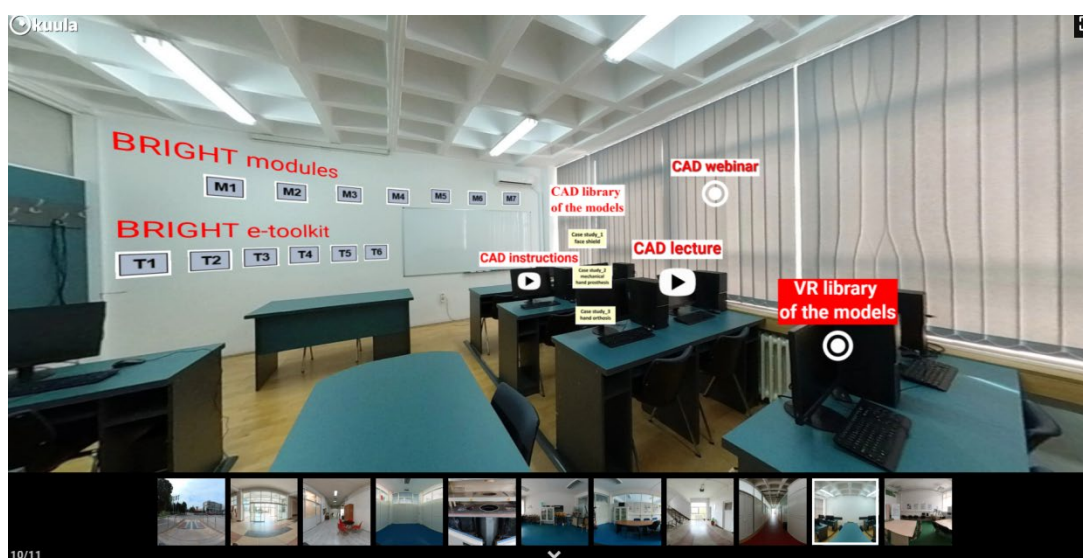 kuula
BRIGHT modules
M1 M2 M3 M4 M5 M6 M7
BRIGHT e-toolkit
T1 T2 T3 T4 T5 T6
CAD library
of the models
Case study_1
face shield
Case study_2
mechanical
hand prosthesis
Case study_3
hand orthosis
CAD instructions
CAD webinar
CAD lecture
VR library
of the models
10/11